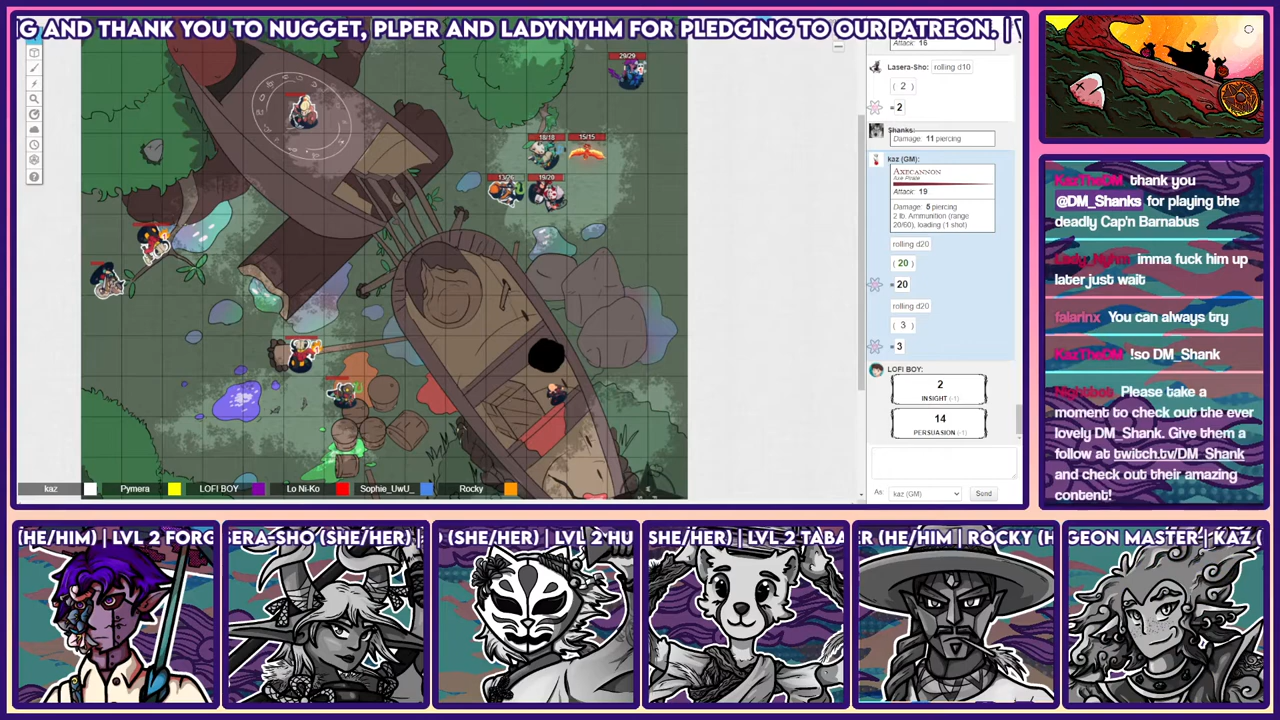 G AND THANK YOU TO NUGGET, PLPER AND LADYNYHM FOR PLEDGING TO OUR PATREON. |
29/29
18/18
15/15
13/26
19/20
kaz
Pymera
LOFI BOY
Lo Ni-Ko
Sophie_UwU_
Rocky
Attack: 16
Lasera-Sho: rolling d10
( 2 )
= 2
Shanks:
Damage: 11 piercing
kaz (GM):
AXECANNON
Axe Pirate
Attack: 19
Damage: 5 piercing
2 lb, Ammunition (range
20/60), loading (1 shot)
rolling d20
( 20 )
= 20
rolling d20
( 3 )
= 3
LOFI BOY:
2
INSIGHT (-1)
14
PERSUASION (-1)
As:
kaz (GM)
Send
KazTheDM thank you
@DM_Shanks for playing the
deadly Cap'n Barnabus
Lady_Nyhm imma fuck him up
later just wait
falarinx You can always try
KazTheDM !so DM_Shank
Nightbot Please take a
moment to check out the ever
lovely DM_Shank. Give them a
follow at twitch.tv/DM_Shank
and check out their amazing
content!
(HE/HIM) | LVL 2 FORG
SERA-SHO (SHE/HER) |
(SHE/HER) | LVL 2 HU
SHE/HER) | LVL 2 TABA
ER (HE/HIM | ROCKY (H
GEON MASTER | KAZ (